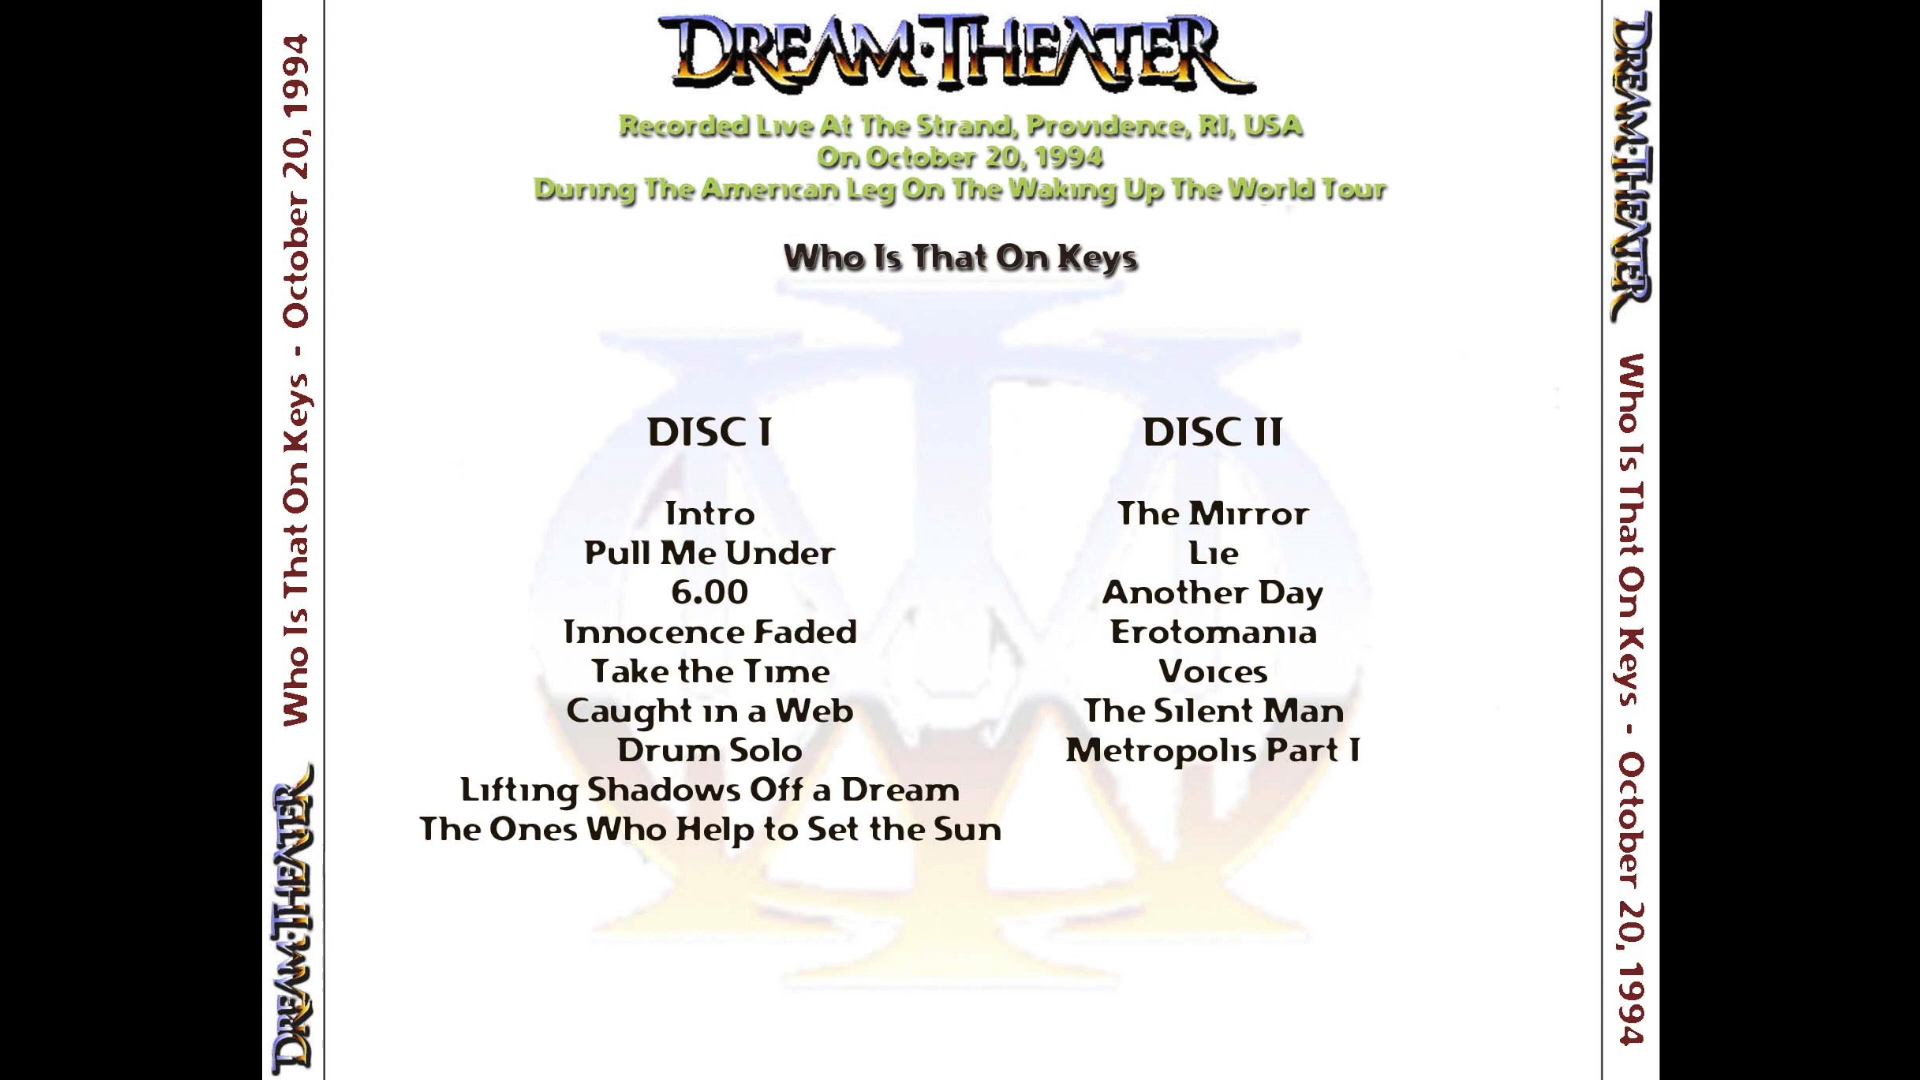 Who Is That On Keys - October 20, 1994
DREAM·THEATER
DREAM·THEATER
Recorded Live At The Strand, Providence, RI, USA
On October 20, 1994
During The American Leg On The Waking Up The World Tour
Who Is That On Keys
DISC I
Intro
Pull Me Under
6.00
Innocence Faded
Take the Time
Caught in a Web
Drum Solo
Lifting Shadows Off a Dream
The Ones Who Help to Set the Sun
DISC II
The Mirror
Lie
Another Day
Erotomania
Voices
The Silent Man
Metropolis Part I
DREAM·THEATER
Who Is That On Keys - October 20, 1994